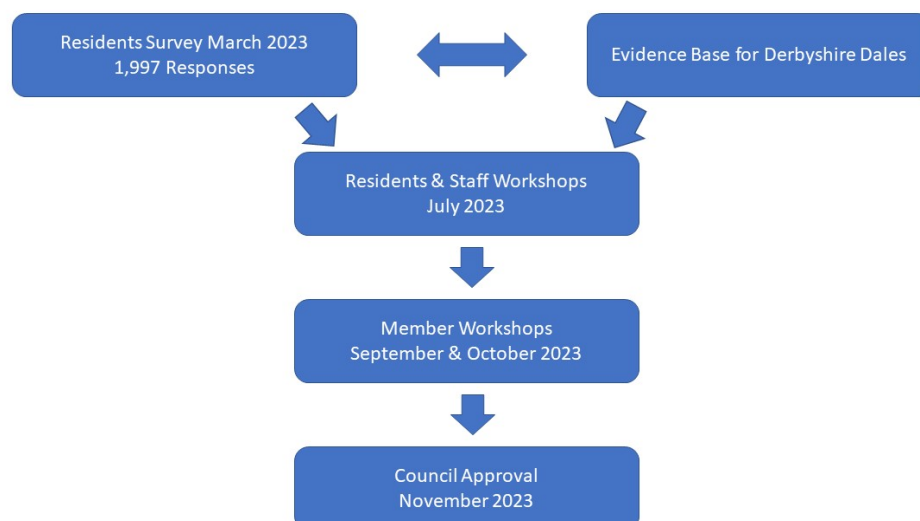 Residents Survey March 2023
1,997 Responses
Evidence Base for Derbyshire Dales
Residents & Staff Workshops
July 2023
Member Workshops
September & October 2023
Council Approval
November 2023